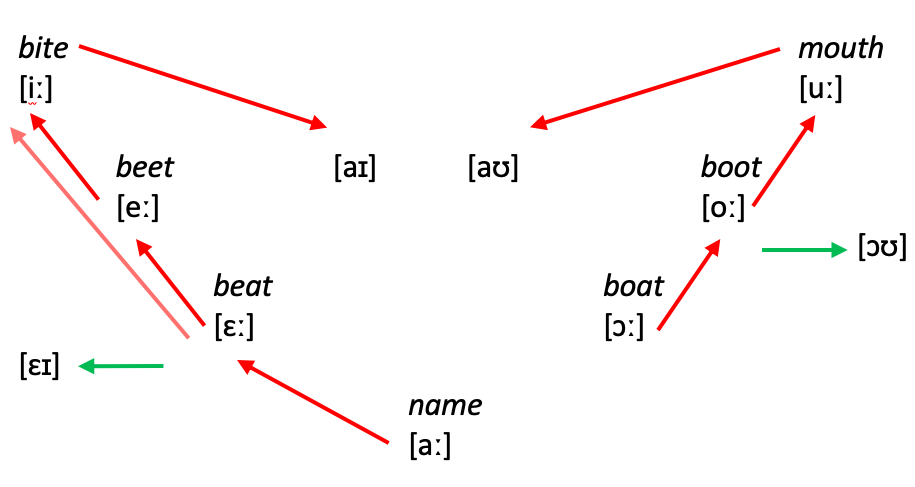 bite
[iː]
mouth
[uː]
beet
[eː]
[aɪ]
[aʊ]
boot
[oː]
[ɔʊ]
beat
[ɛː]
boat
[ɔː]
[ɛɪ]
name
[aː]